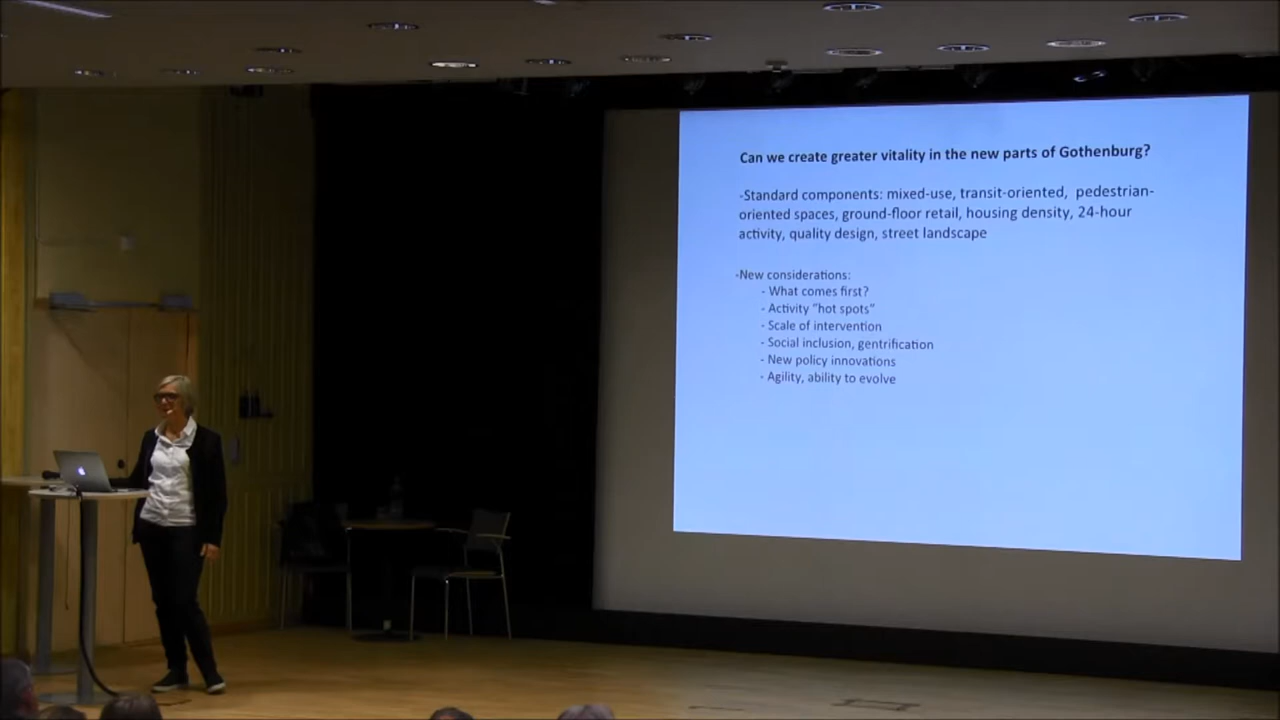 Can we create greater vitality in the new parts of Gothenburg?
-Standard components: mixed-use, transit-oriented, pedestrian-
oriented spaces, ground-floor retail, housing density, 24-hour
activity, quality design, street landscape
-New considerations:
- What comes first?
- Activity “hot spots”
- Scale of intervention
- Social inclusion, gentrification
- New policy innovations
- Agility, ability to evolve